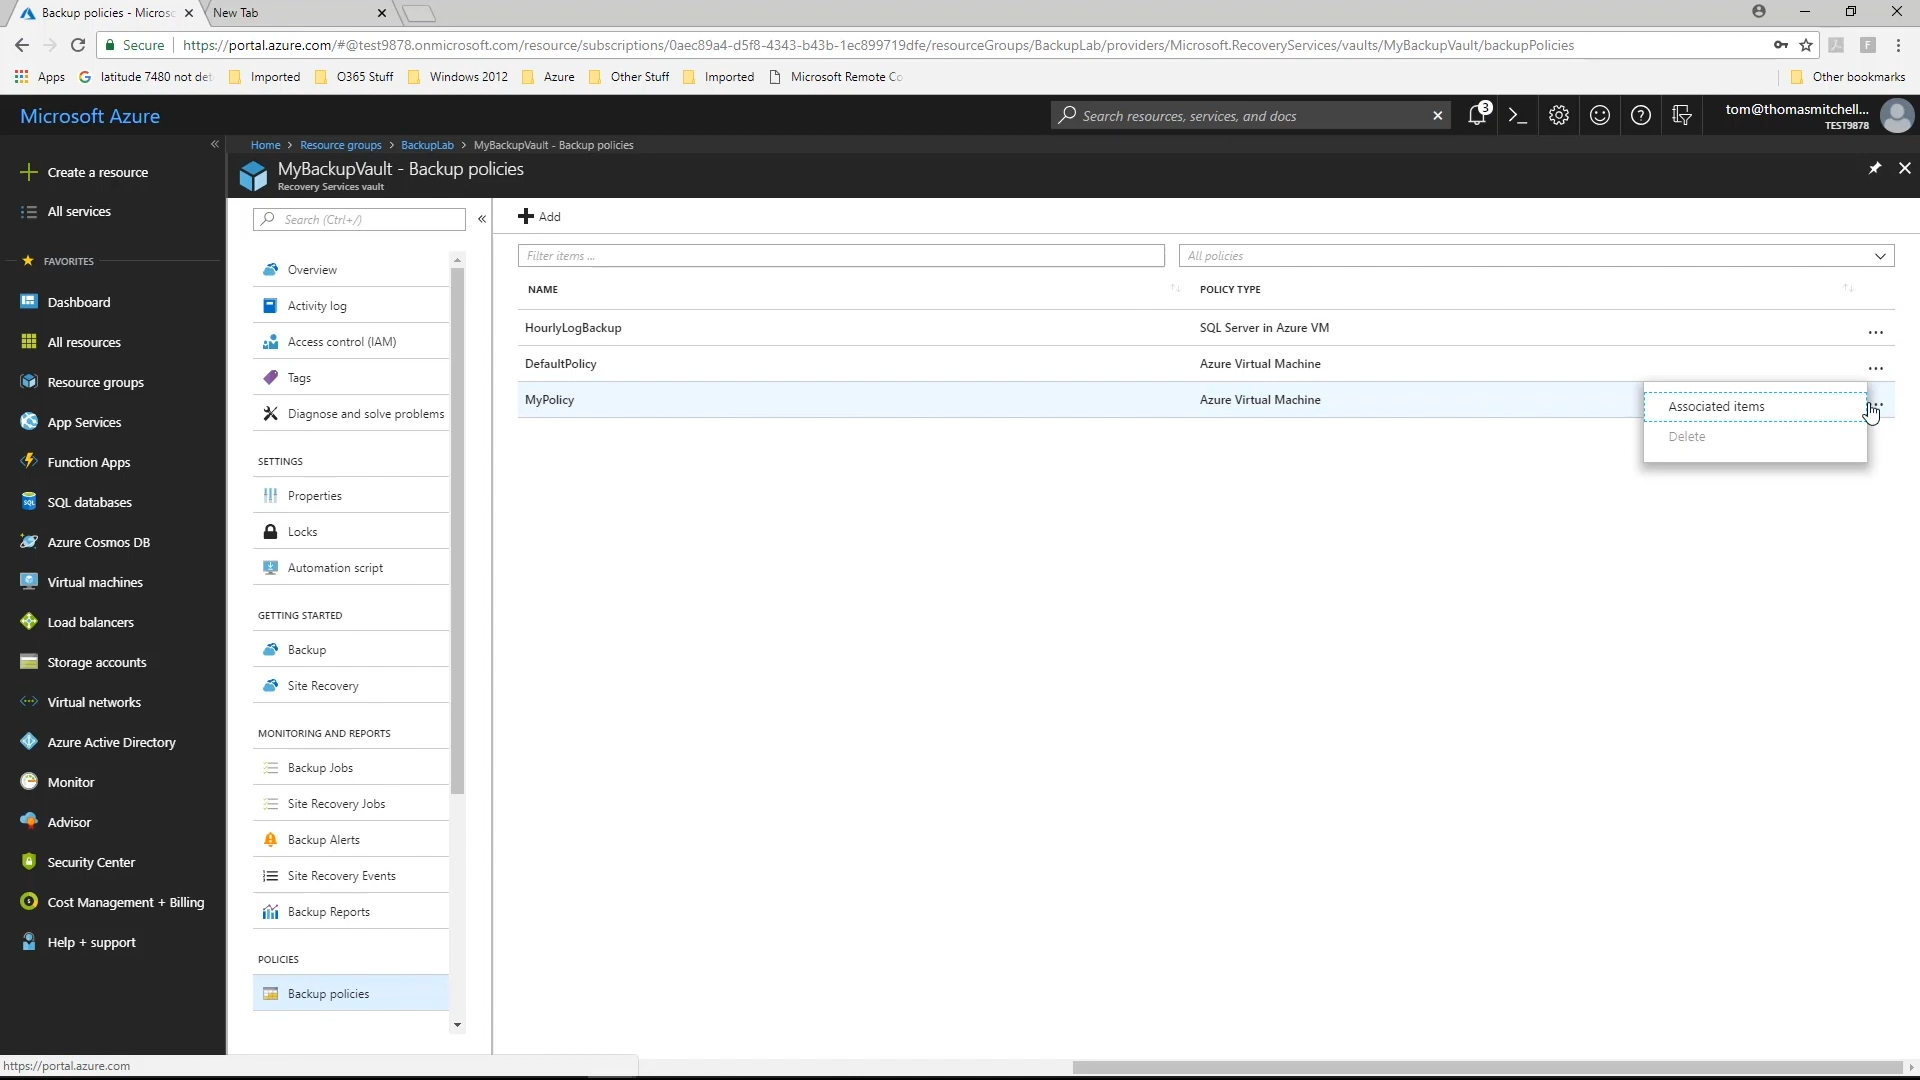 Backup policies - Micros
New Tab
Secure
https://portal.azure.com/#@test9878.onmicrosoft.com/resource/subscriptions/0aec89a4-d5f8-4343-b43b-1ec899719dfe/resourceGroups/BackupLab/providers/Microsoft.RecoveryServices/vaults/MyBackupVault/backupPolicies
Apps
latitude 7480 not det
Imported
O365 Stuff
Windows 2012
Azure
Other Stuff
Imported
Microsoft Remote Co
Other bookmarks
Microsoft Azure
Search resources, services, and docs
3
tom@thomasmitchell...
TEST9878
Home > Resource groups > BackupLab > MyBackupVault - Backup policies
MyBackupVault - Backup policies
Recovery Services vault
Create a resource
All services
FAVORITES
Dashboard
All resources
Resource groups
App Services
Function Apps
SQL databases
Azure Cosmos DB
Virtual machines
Load balancers
Storage accounts
Virtual networks
Azure Active Directory
Monitor
Advisor
Security Center
Cost Management + Billing
Help + support
Search (Ctrl+/)
Overview
Activity log
Access control (IAM)
Tags
Diagnose and solve problems
SETTINGS
Properties
Locks
Automation script
GETTING STARTED
Backup
Site Recovery
MONITORING AND REPORTS
Backup Jobs
Site Recovery Jobs
Backup Alerts
Site Recovery Events
Backup Reports
POLICIES
Backup policies
Add
Filter items ...
All policies
NAME
POLICY TYPE
HourlyLogBackup
SQL Server in Azure VM
DefaultPolicy
Azure Virtual Machine
MyPolicy
Azure Virtual Machine
Associated items
Delete
https://portal.azure.com